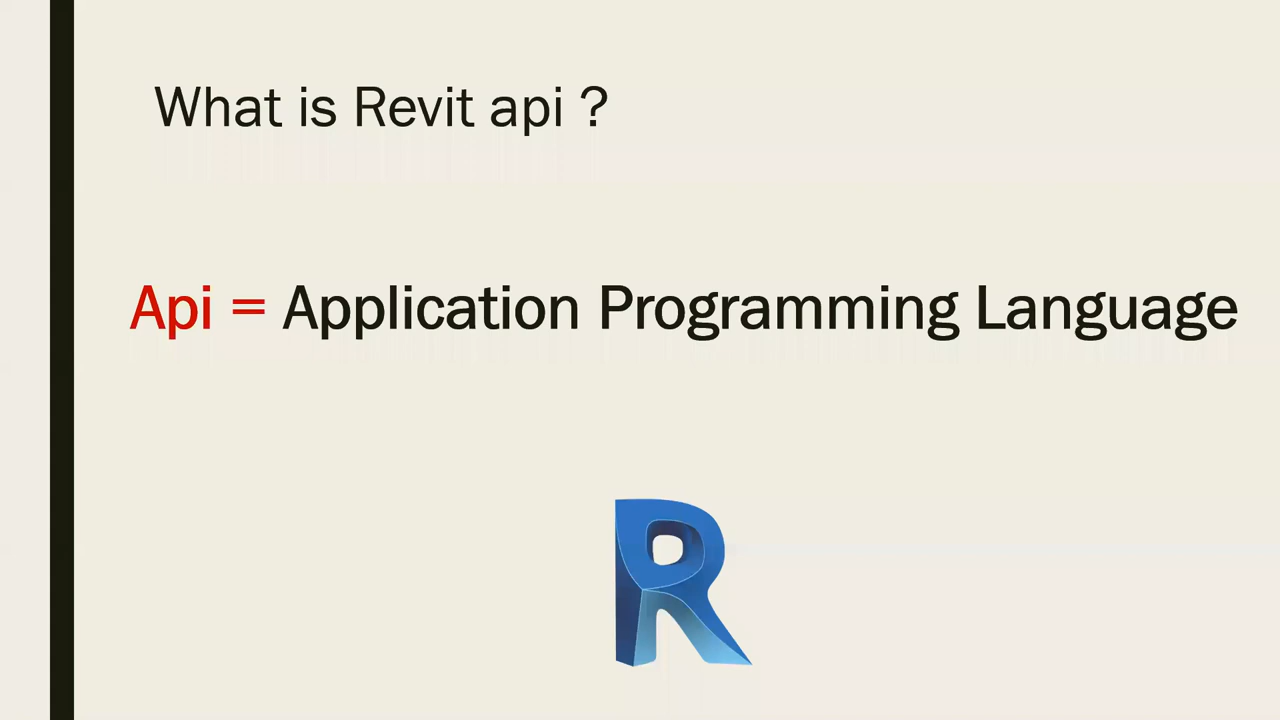 What is Revit api ?
Api = Application Programming Language